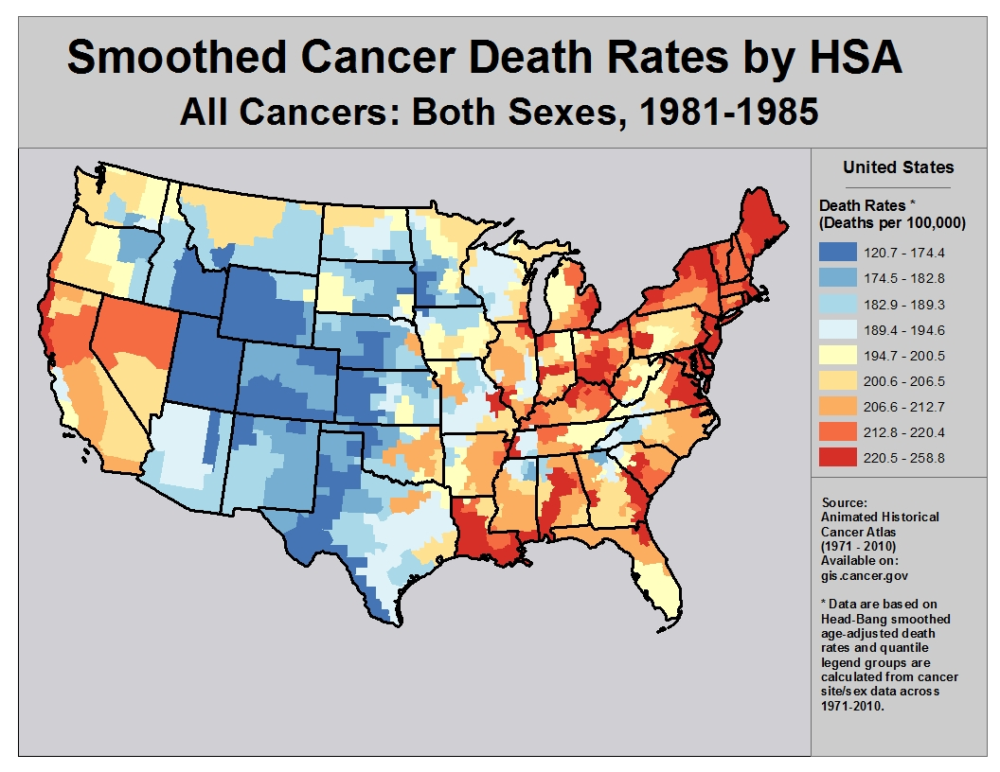 Smoothed Cancer Death Rates by HSA
All Cancers: Both Sexes, 1981-1985
United States
Death Rates *
(Deaths per 100,000)
120.7 - 174.4
174.5 - 182.8
182.9 - 189.3
189.4 - 194.6
194.7 - 200.5
200.6 - 206.5
206.6 - 212.7
212.8 - 220.4
220.5 - 258.8
Source:
Animated Historical
Cancer Atlas
(1971 - 2010)
Available on:
gis.cancer.gov
* Data are based on
Head-Bang smoothed
age-adjusted death
rates and quantile
legend groups are
calculated from cancer
site/sex data across
1971-2010.